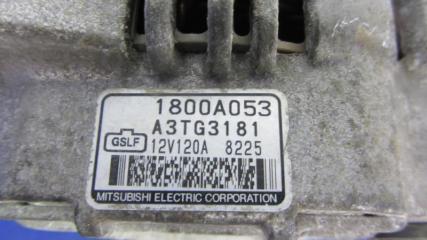 1800A053
A3TG3181
GSLF 12V120A 8225
MITSUBISHI ELECTRIC CORPORATION